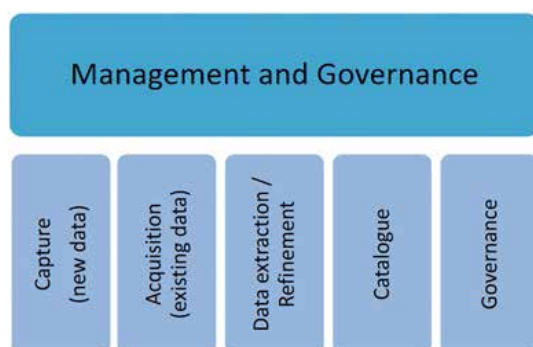 Management and Governance
Capture
(new data)
Acquisition
(existing data)
Data extraction /
Refinement
Catalogue
Governance